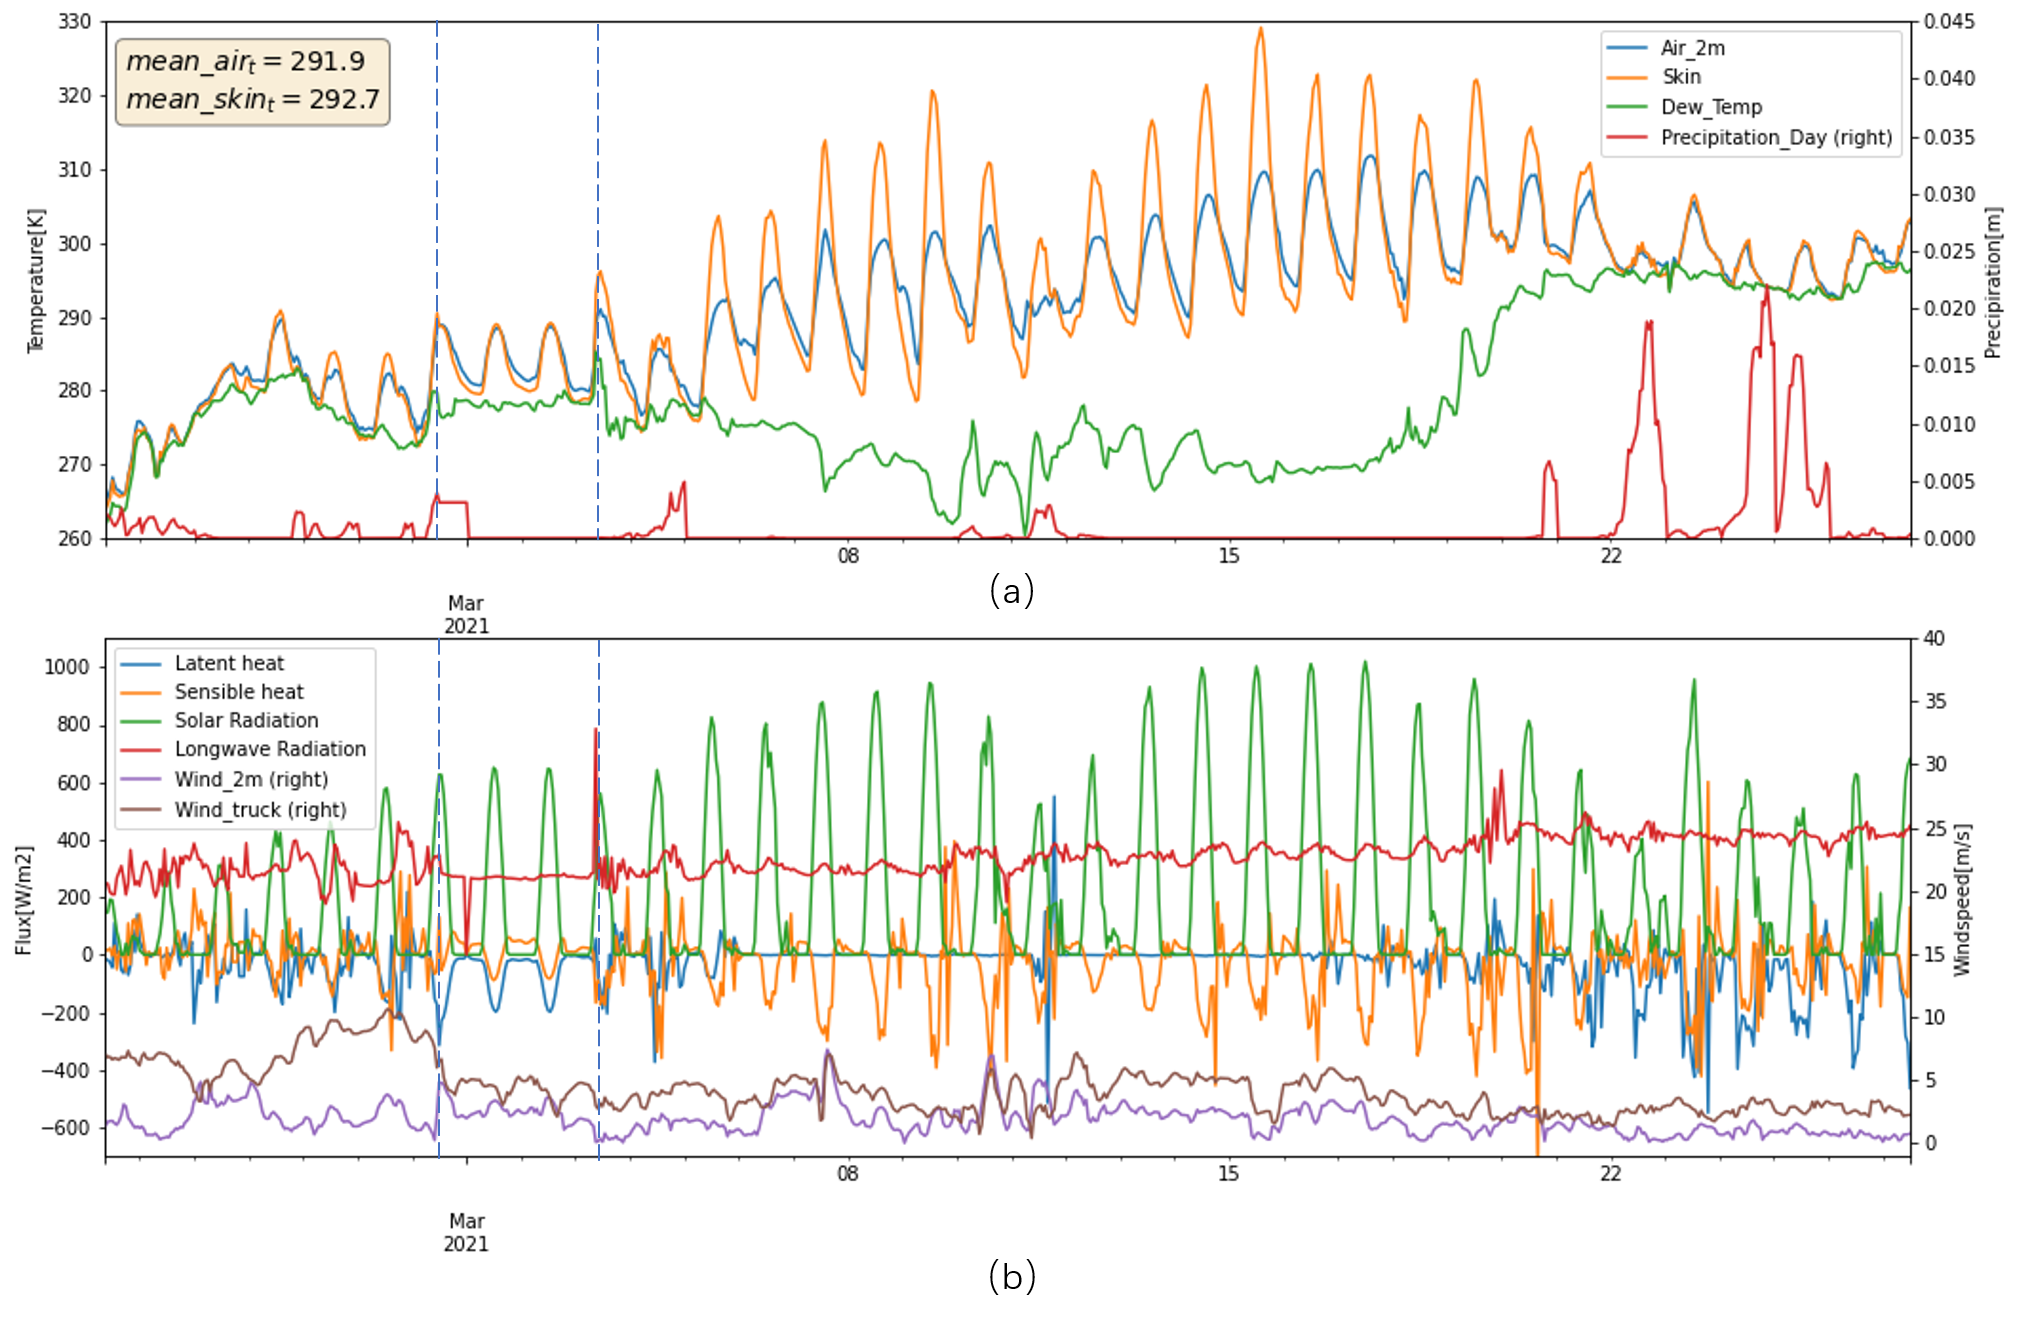 330
320
310
300
290
280
270
260
Temperature[K]
mean_air_t = 291.9
mean_skin_t = 292.7
Air_2m
Skin
Dew_Temp
Precipitation_Day (right)
0.045
0.040
0.035
0.030
0.025
0.020
0.015
0.010
0.005
0.000
Precipiration[m]
08
15
22
Mar
2021
(a)
1000
800
600
400
200
0
−200
−400
−600
Flux[W/m2]
Latent heat
Sensible heat
Solar Radiation
Longwave Radiation
Wind_2m (right)
Wind_truck (right)
40
35
30
25
20
15
10
5
0
Windspeed[m/s]
08
15
22
Mar
2021
(b)